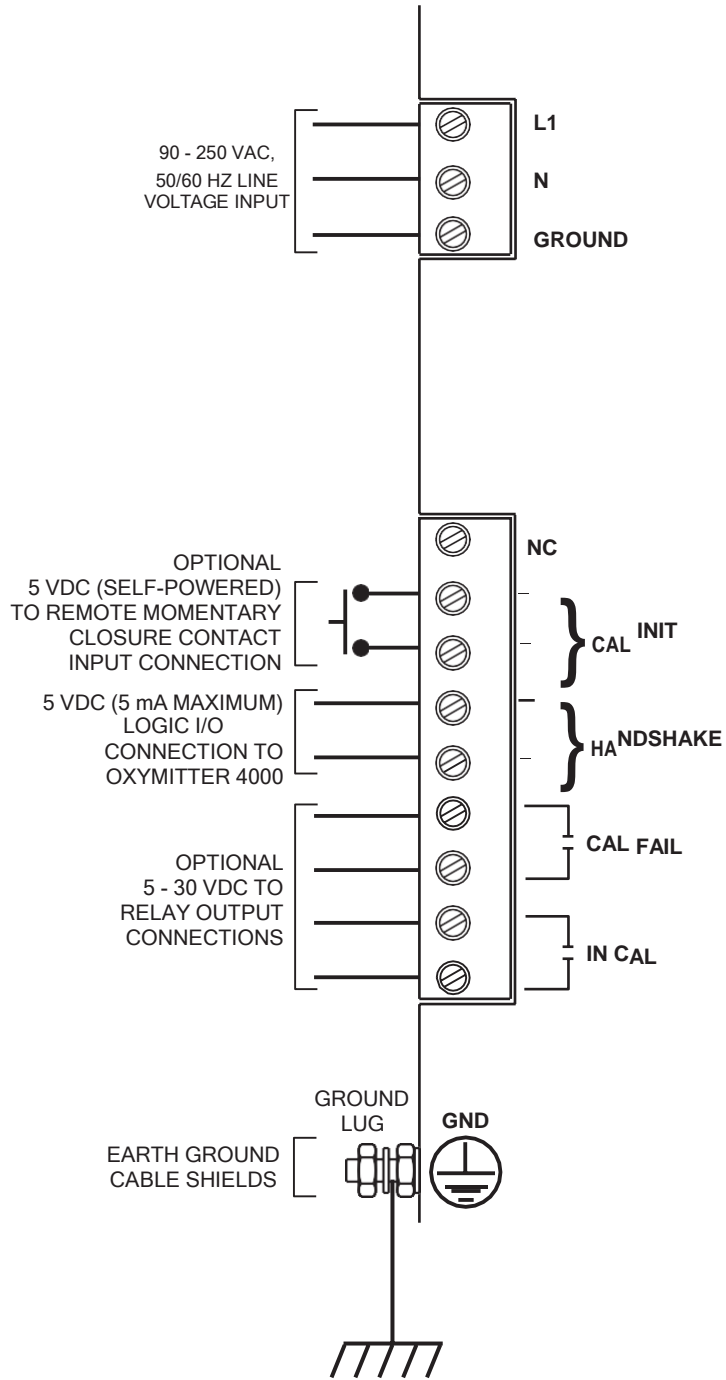 90 - 250 VAC,
50/60 HZ LINE
VOLTAGE INPUT
L1
N
GROUND
OPTIONAL
5 VDC (SELF-POWERED)
TO REMOTE MOMENTARY
CLOSURE CONTACT
INPUT CONNECTION
NC
CAL INIT
5 VDC (5 mA MAXIMUM)
LOGIC I/O
CONNECTION TO
OXYMITTER 4000
HANDSHAKE
OPTIONAL
5 - 30 VDC TO
RELAY OUTPUT
CONNECTIONS
CAL FAIL
IN CAL
GROUND
LUG
GND
EARTH GROUND
CABLE SHIELDS